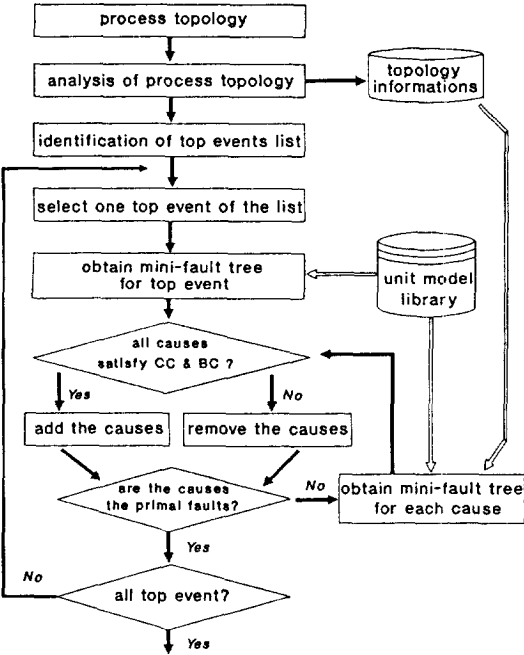 process topology
analysis of process topology
topology
informations
identification of top events list
select one top event of the list
obtain mini-fault tree
for top event
unit model
library
all causes
satisfy CC & BC ?
Yes
No
add the causes
remove the causes
are the causes
the primal faults?
No
obtain mini-fault tree
for each cause
Yes
No
all top event?
Yes